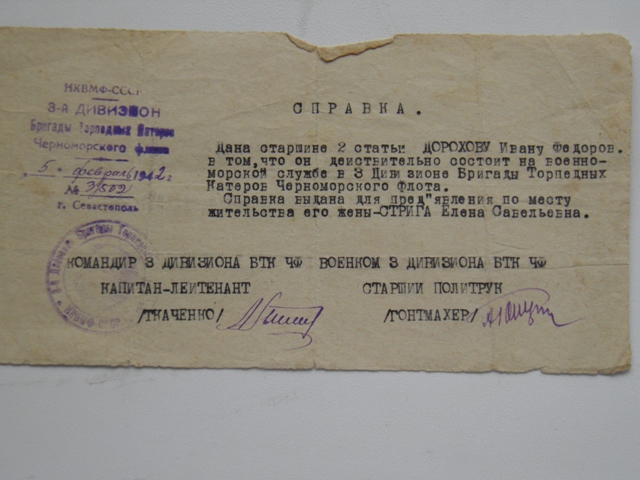 НКВМФ-СССР
3-й ДИВИЗИОН
Бригады Торпедных Катеров
Черноморского флота
"5" февраль 1942 г
№ 3/502
г. Севастополь
СПРАВКА.
Дана старшине 2 статьи ДОРОХОВУ Ивану Федоров.
в том, что он действительно состоит на военно-
морской службе в 3 Дивизионе Бригады Торпедных
Катеров Черноморского Флота.
Справка выдана для пред"явления по месту
жительства его жены-СТРИГА Елена Савельевна.
КОМАНДИР 3 ДИВИЗИОНА БТК ЧФ
КАПИТАН-ЛЕЙТЕНАНТ
/ТКАЧЕНКО/
ВОЕНКОМ 3 ДИВИЗИОНА БТК ЧФ
СТАРШИЙ ПОЛИТРУК
/ГОНТМАХЕР/